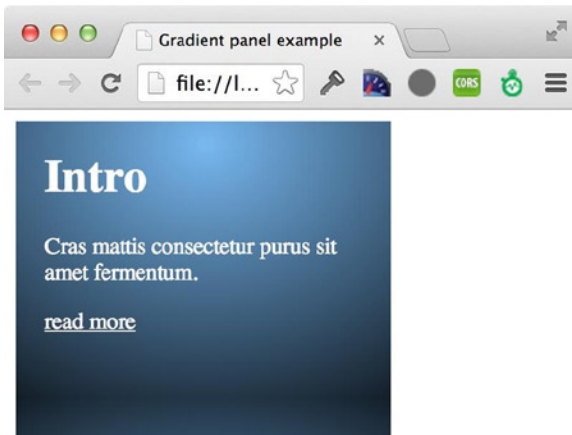 Gradient panel example
file://l...
CORS
Intro
Cras mattis consectetur purus sit
amet fermentum.
read more